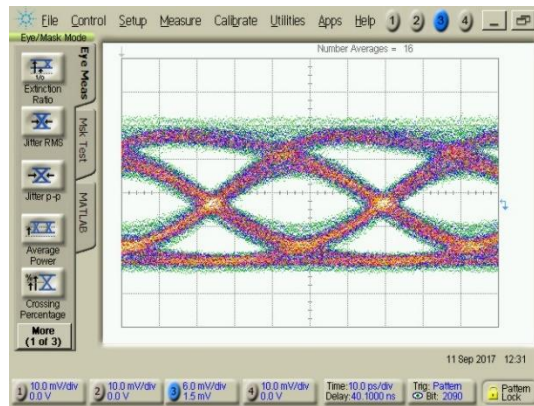 File Control Setup Measure Calibrate Utilities Apps Help 1 2 3 4
Eye/Mask Mode
Number Averages = 16
Eye Meas
Msk Test
MATLAB
Extinction
Ratio
Jitter RMS
Jitter p-p
Average
Power
Crossing
Percentage
More
(1 of 3)
11 Sep 2017 12:31
1) 10.0 mV/div
0.0 V
2) 10.0 mV/div
0.0 V
3) 6.0 mV/div
1.5 mV
4) 10.0 mV/div
0.0 V
Time:10.0 ps/div
Delay:40.1000 ns
Trig: Pattern
Bit: 2090
Pattern
Lock